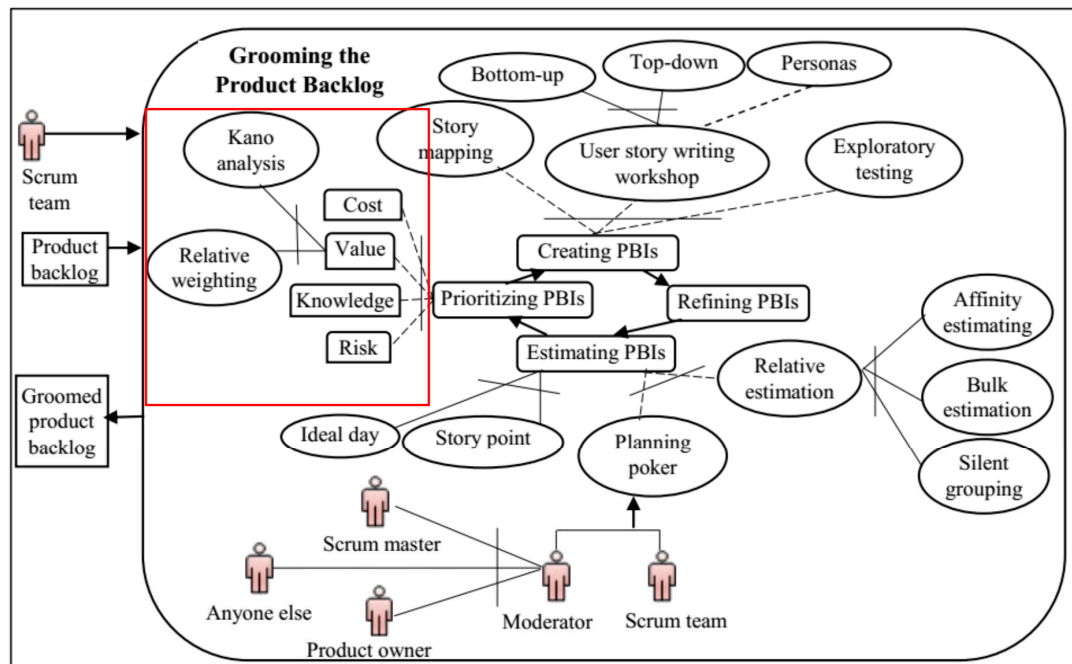 Grooming the
Product Backlog
Bottom-up
Top-down
Personas
Scrum
team
Kano
analysis
Story
mapping
User story writing
workshop
Exploratory
testing
Cost
Product
backlog
Relative
weighting
Value
Creating PBIs
Knowledge
Prioritizing PBIs
Refining PBIs
Affinity
estimating
Risk
Estimating PBIs
Relative
estimation
Groomed
product
backlog
Bulk
estimation
Ideal day
Story point
Planning
poker
Silent
grouping
Scrum master
Anyone else
Product owner
Moderator
Scrum team